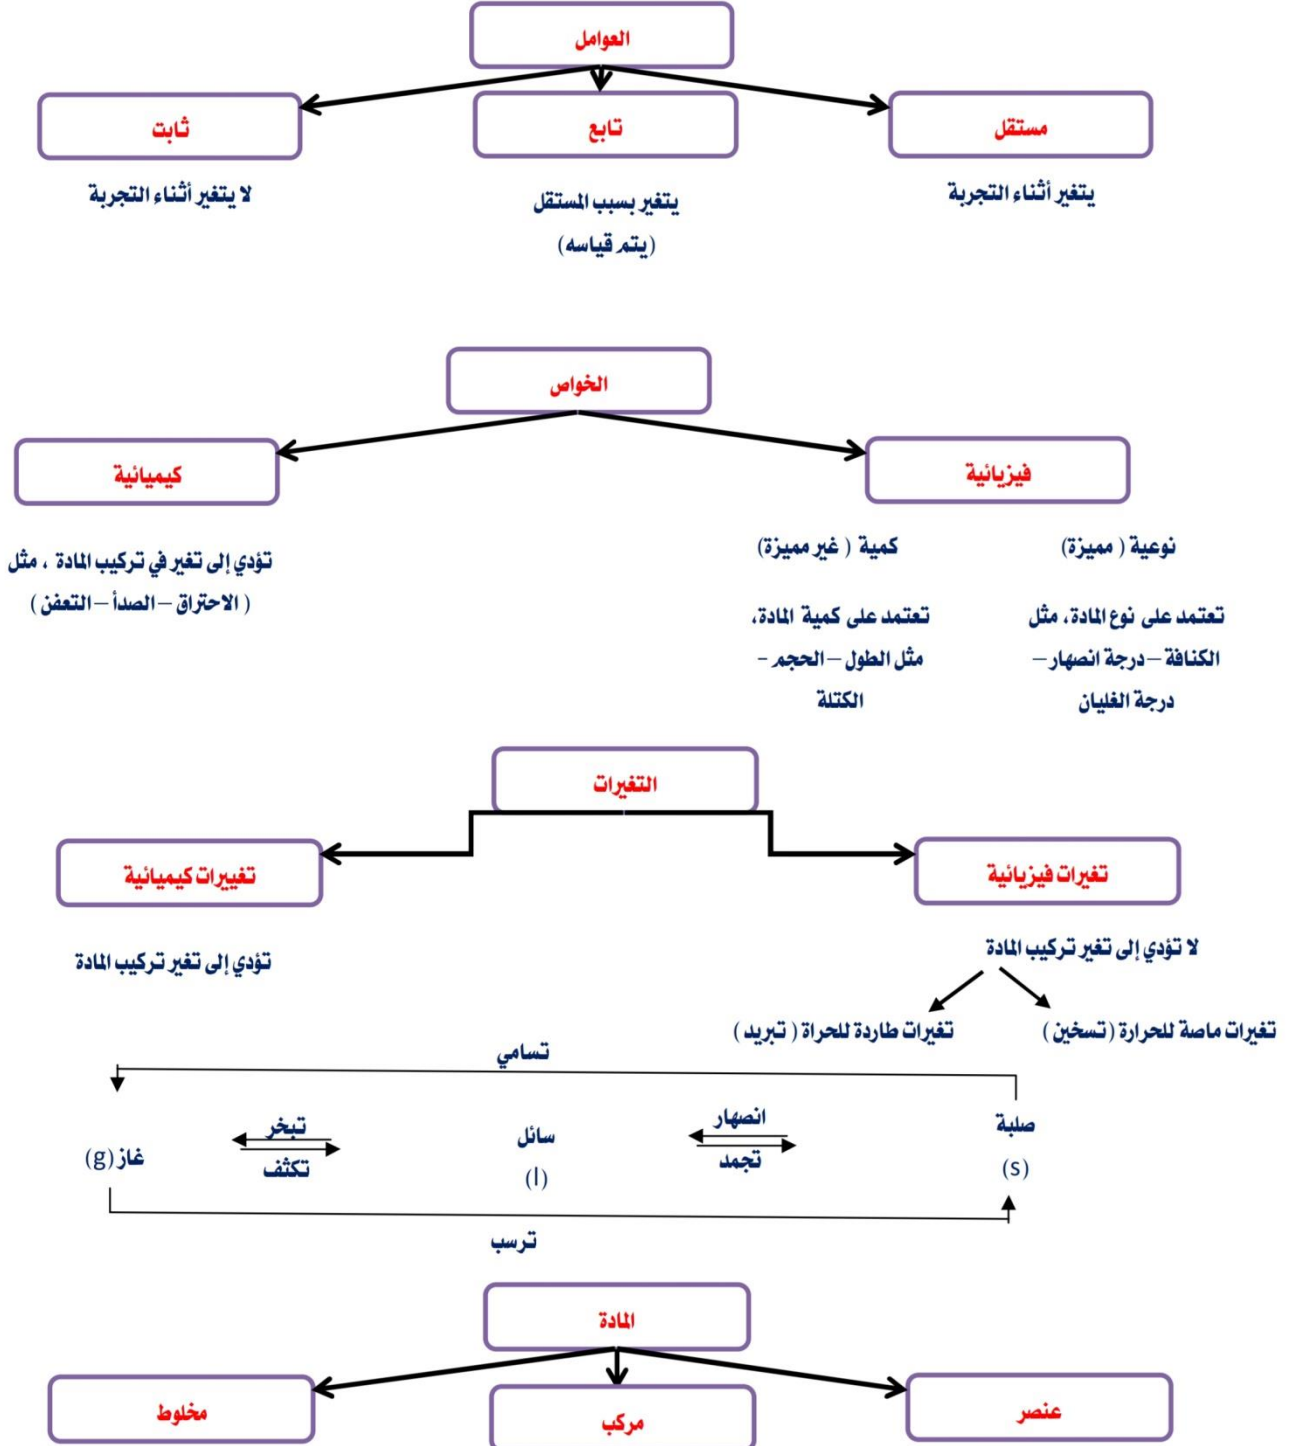 العوامل
مستقل
تابع
ثابت
يتغير أثناء التجربة
يتغير بسبب المستقل
(يتم قياسه)
لا يتغير أثناء التجربة
الخواص
فيزيائية
كيميائية
نوعية ( مميزة)
تعتمد على نوع المادة، مثل
الكثافة – درجة انصهار –
درجة الغليان
كمية ( غير مميزة)
تعتمد على كمية المادة،
مثل الطول – الحجم -
الكتلة
تؤدي إلى تغير في تركيب المادة ، مثل
( الاحتراق – الصدأ – التعفن )
التغيرات
تغيرات فيزيائية
تغييرات كيميائية
لا تؤدي إلى تغير تركيب المادة
تؤدي إلى تغير تركيب المادة
تغيرات ماصة للحرارة ( تسخين )
تغيرات طاردة للحراة ( تبريد )
تسامي
صلبة
(s)
انصهار
تجمد
سائل
(l)
تبخر
تكثف
غاز (g)
ترسب
المادة
عنصر
مركب
مخلوط